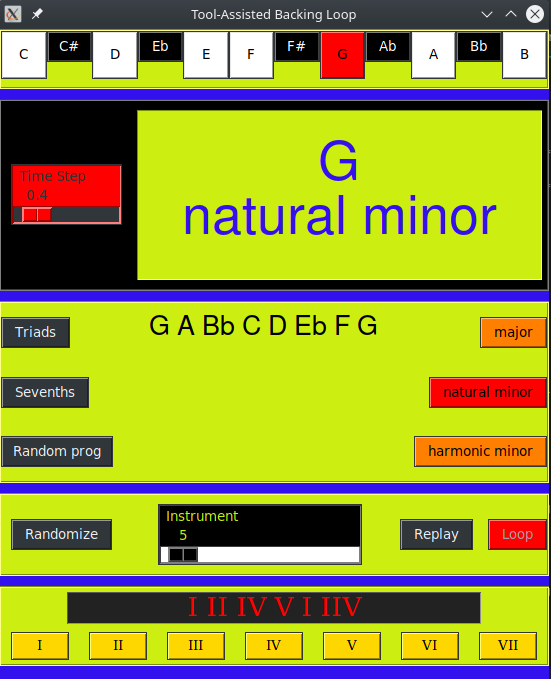 Tool-Assisted Backing Loop
C C# D Eb E F F# G Ab A Bb B
Time Step
0.4
G
natural minor
G A Bb C D Eb F G
Triads
major
Sevenths
natural minor
Random prog
harmonic minor
Instrument
5
Randomize
Replay
Loop
I II IV V I IIV
I II III IV V VI VII